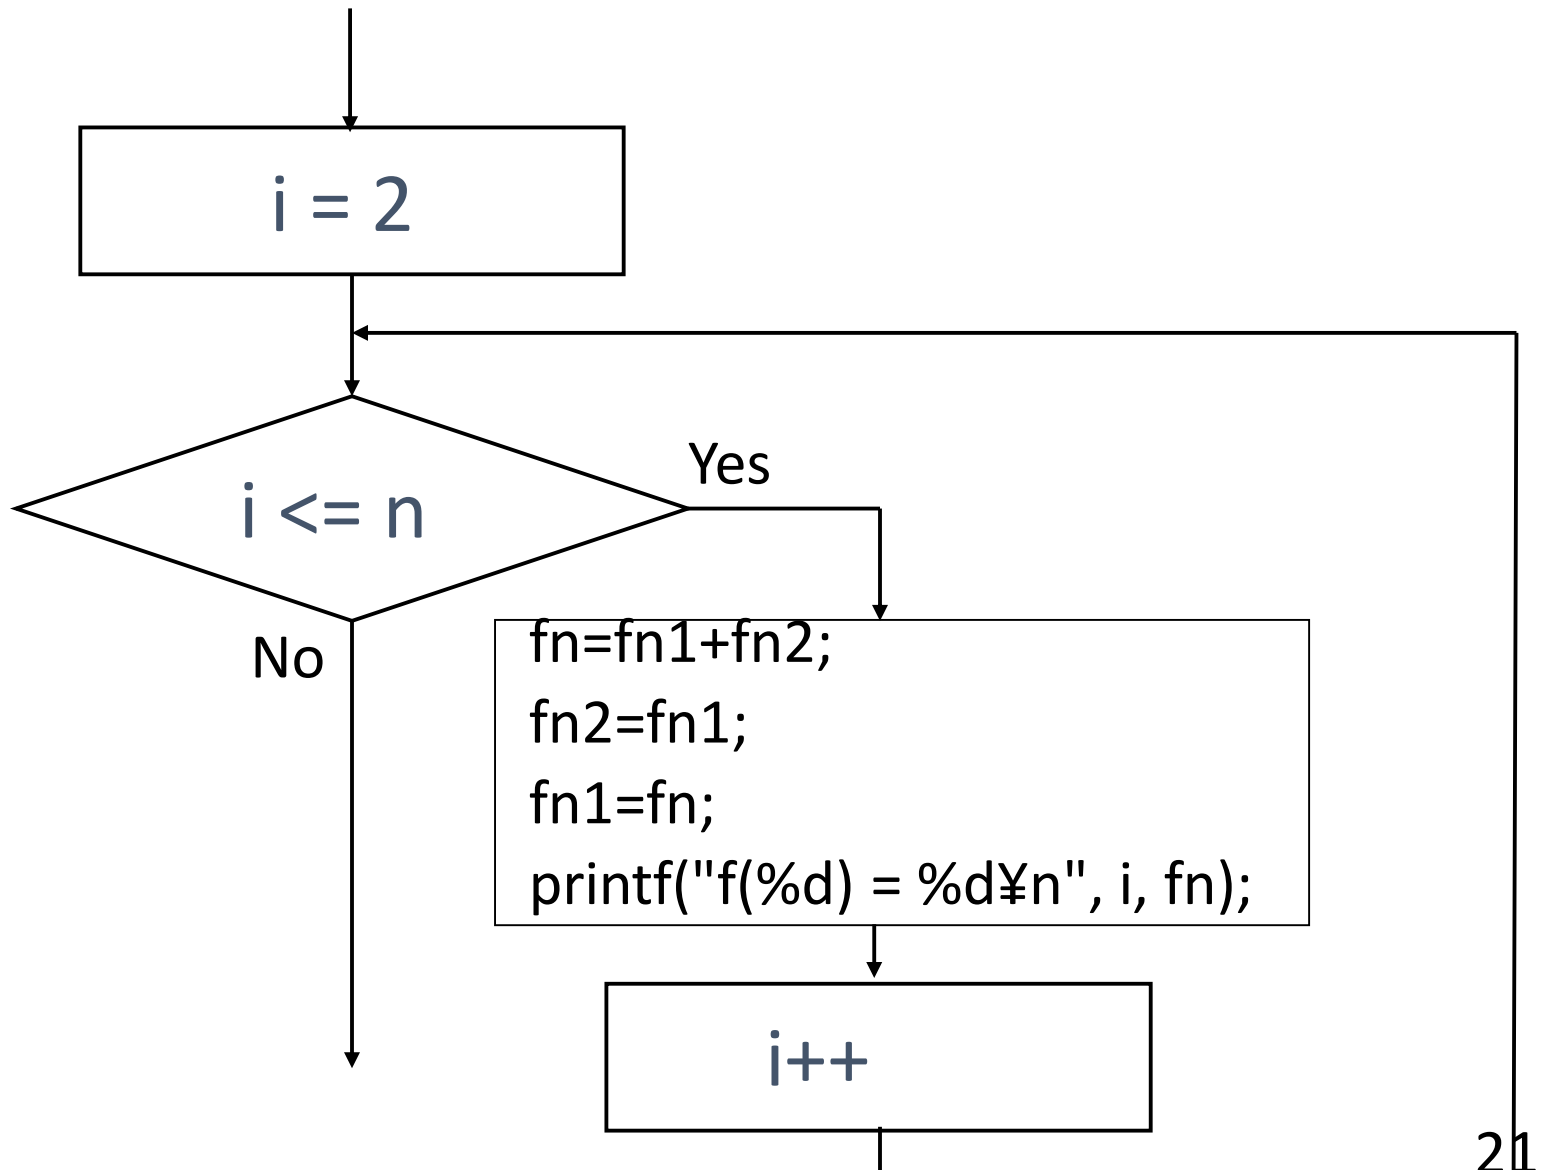 i = 2
i <= n
Yes
No
fn=fn1+fn2;
fn2=fn1;
fn1=fn;
printf("f(%d) = %d¥n", i, fn);
i++
21